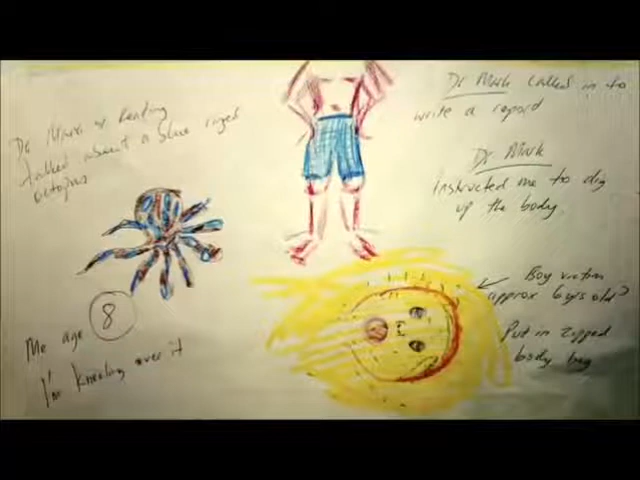 Dr Mark & Keating
talked about a blue ringed
octopus
Me age 8
I'm kneeling over it
Dr Mark called in to
write a report
Dr Mark
instructed me to dig
up the body
Boy victim
approx 6yrs old?
Put in zipped
body bag